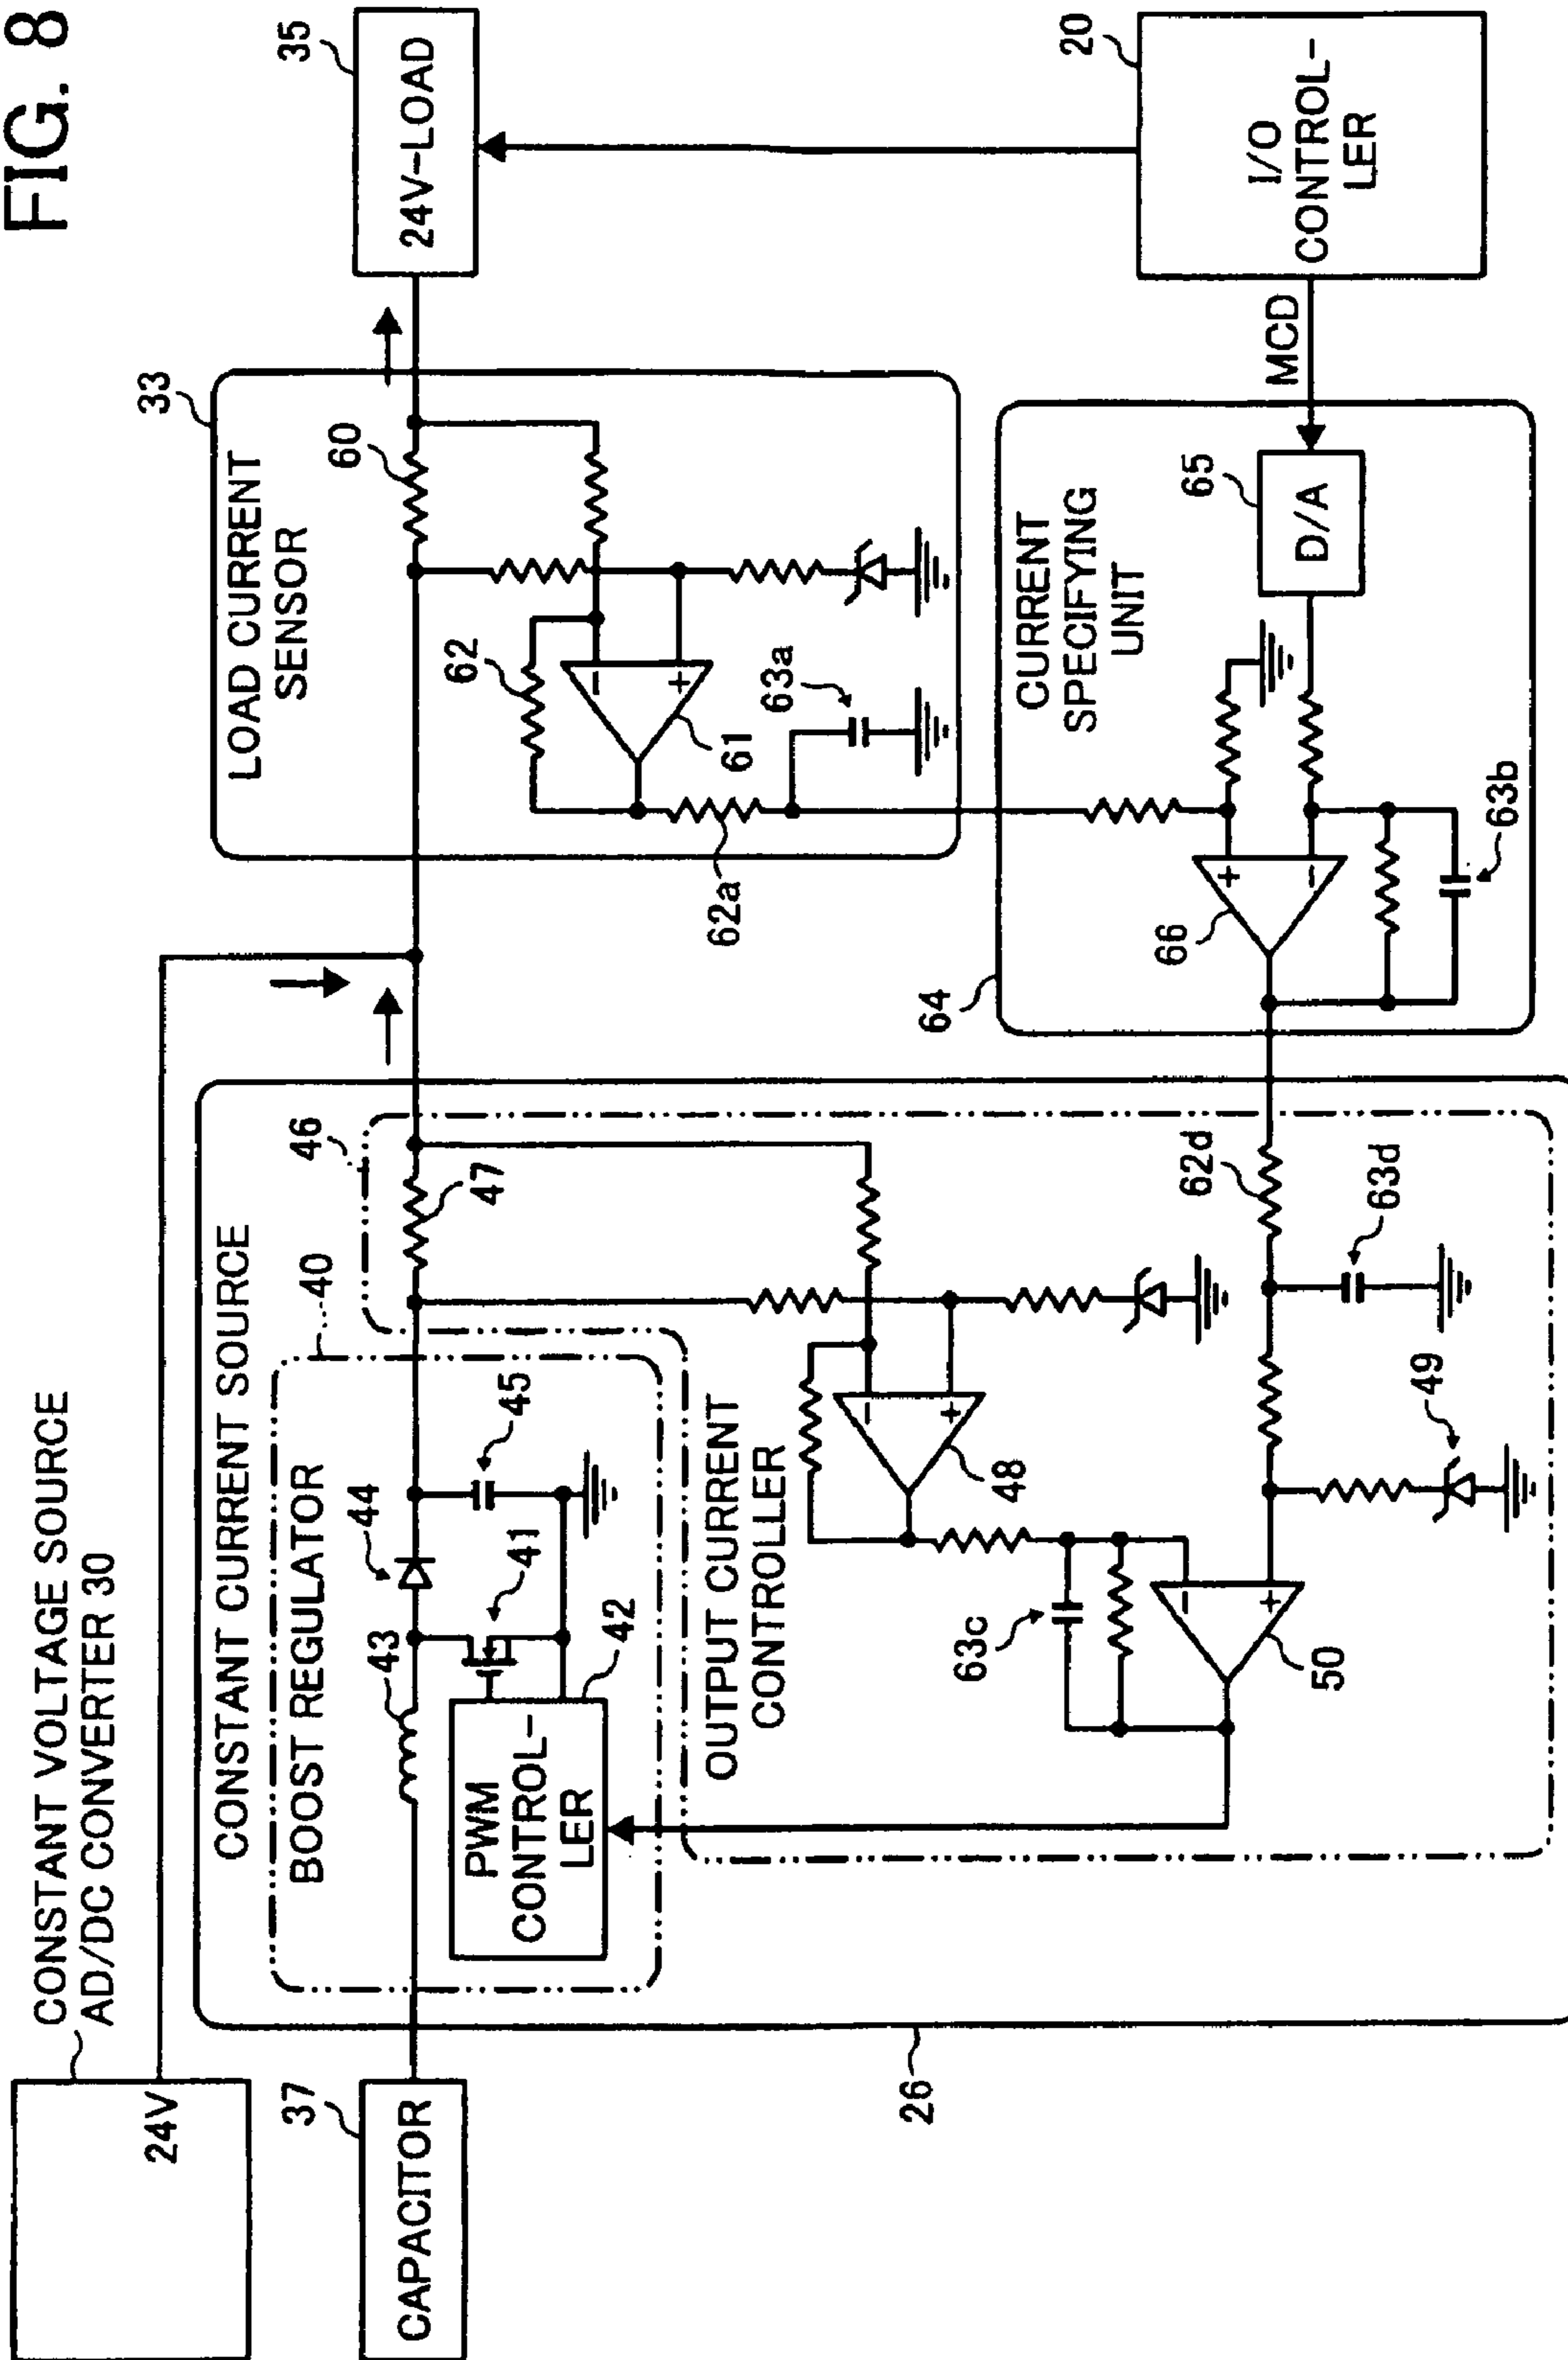 FIG. 8
CONSTANT VOLTAGE SOURCE
AD/DC CONVERTER 30
24V
37
CAPACITOR
26
CONSTANT CURRENT SOURCE
BOOST REGULATOR
40
43
44
45
41
42
PWM
CONTROL-
LER
46
47
OUTPUT CURRENT
CONTROLLER
−
+
48
63c
−
+
50
49
62d
63d
33
LOAD CURRENT
SENSOR
60
62
−
+
61
63a
62a
64
CURRENT
SPECIFYING
UNIT
66
+
−
63b
65
D/A
MCD
35
24V-LOAD
20
I/O
CONTROL-
LER